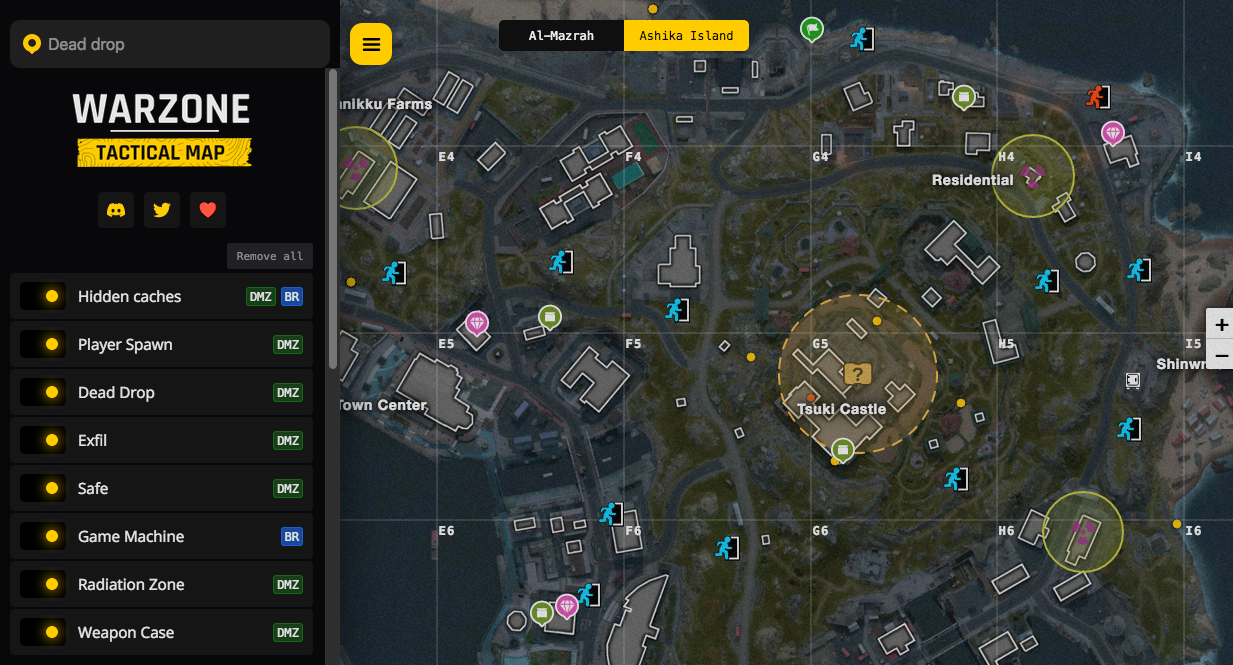 Dead drop
WARZONE
TACTICAL MAP
Remove all
Hidden caches DMZ BR
Player Spawn DMZ
Dead Drop DMZ
Exfil DMZ
Safe DMZ
Game Machine BR
Radiation Zone DMZ
Weapon Case DMZ
Al-Mazrah Ashika Island
nnikku Farms
E4 F4 G4 H4 I4
Residential
E5 F5 G5 H5 I5
Shinw
?
Town Center
Tsuki Castle
E6 F6 G6 H6 I6
+
−